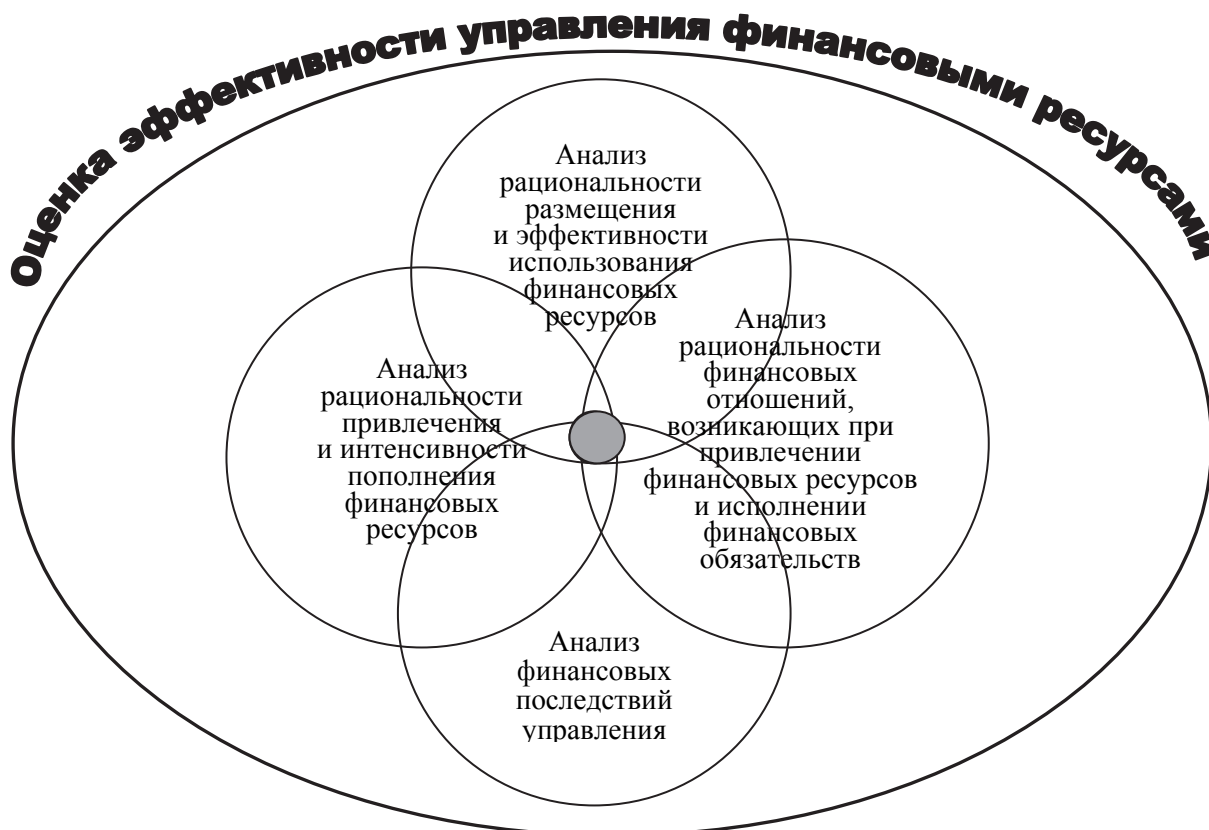 Оценка эффективности управления финансовыми ресурсами
Анализ
рациональности
размещения
и эффективности
использования
финансовых
ресурсов
Анализ
рациональности
привлечения
и интенсивности
пополнения
финансовых
ресурсов
Анализ
рациональности
финансовых
отношений,
возникающих при
привлечении
финансовых ресурсов
и исполнении
финансовых
обязательств
Анализ
финансовых
последствий
управления